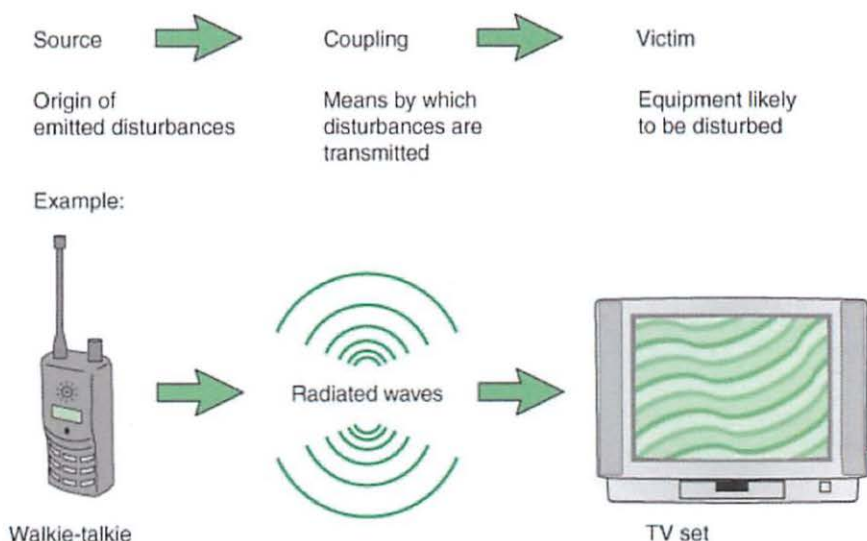 Source
Coupling
Victim
Origin of
emitted disturbances
Means by which
disturbances are
transmitted
Equipment likely
to be disturbed
Example:
Radiated waves
Walkie-talkie
TV set